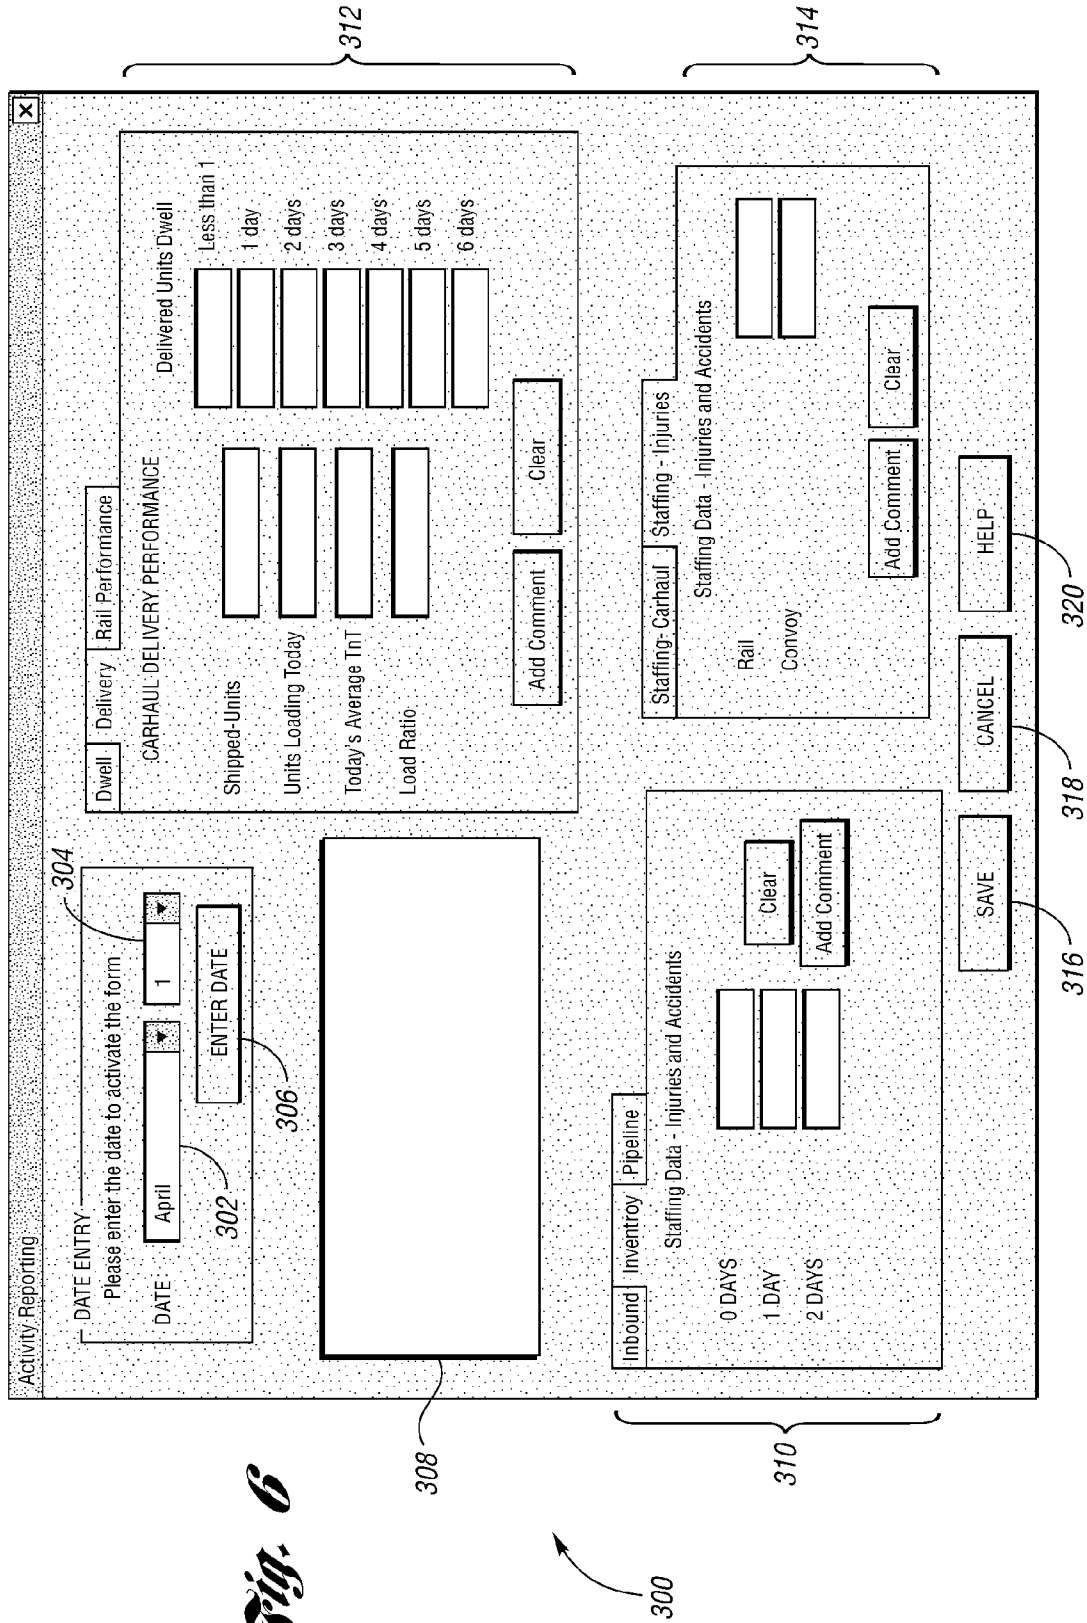 Activity Reporting
X
DATE ENTRY
Please enter the date to activate the form
DATE
April
1
ENTER DATE
302
304
306
308
Dwell
Delivery
Rail Performance
CARHAUL DELIVERY PERFORMANCE
Delivered Units Dwell
Shipped-Units
Units Loading Today
Today's Average TnT
Load Ratio
Less than 1
1 day
2 days
3 days
4 days
5 days
6 days
Add Comment
Clear
312
Inbound
Inventroy
Pipeline
Staffing Data - Injuries and Accidents
0 DAYS
1 DAY
2 DAYS
Clear
Add Comment
310
Staffing- Carhaul
Staffing - Injuries
Staffing Data - Injuries and Accidents
Rail
Convoy
Add Comment
Clear
314
SAVE
CANCEL
HELP
316
318
320
300
Fig. 9